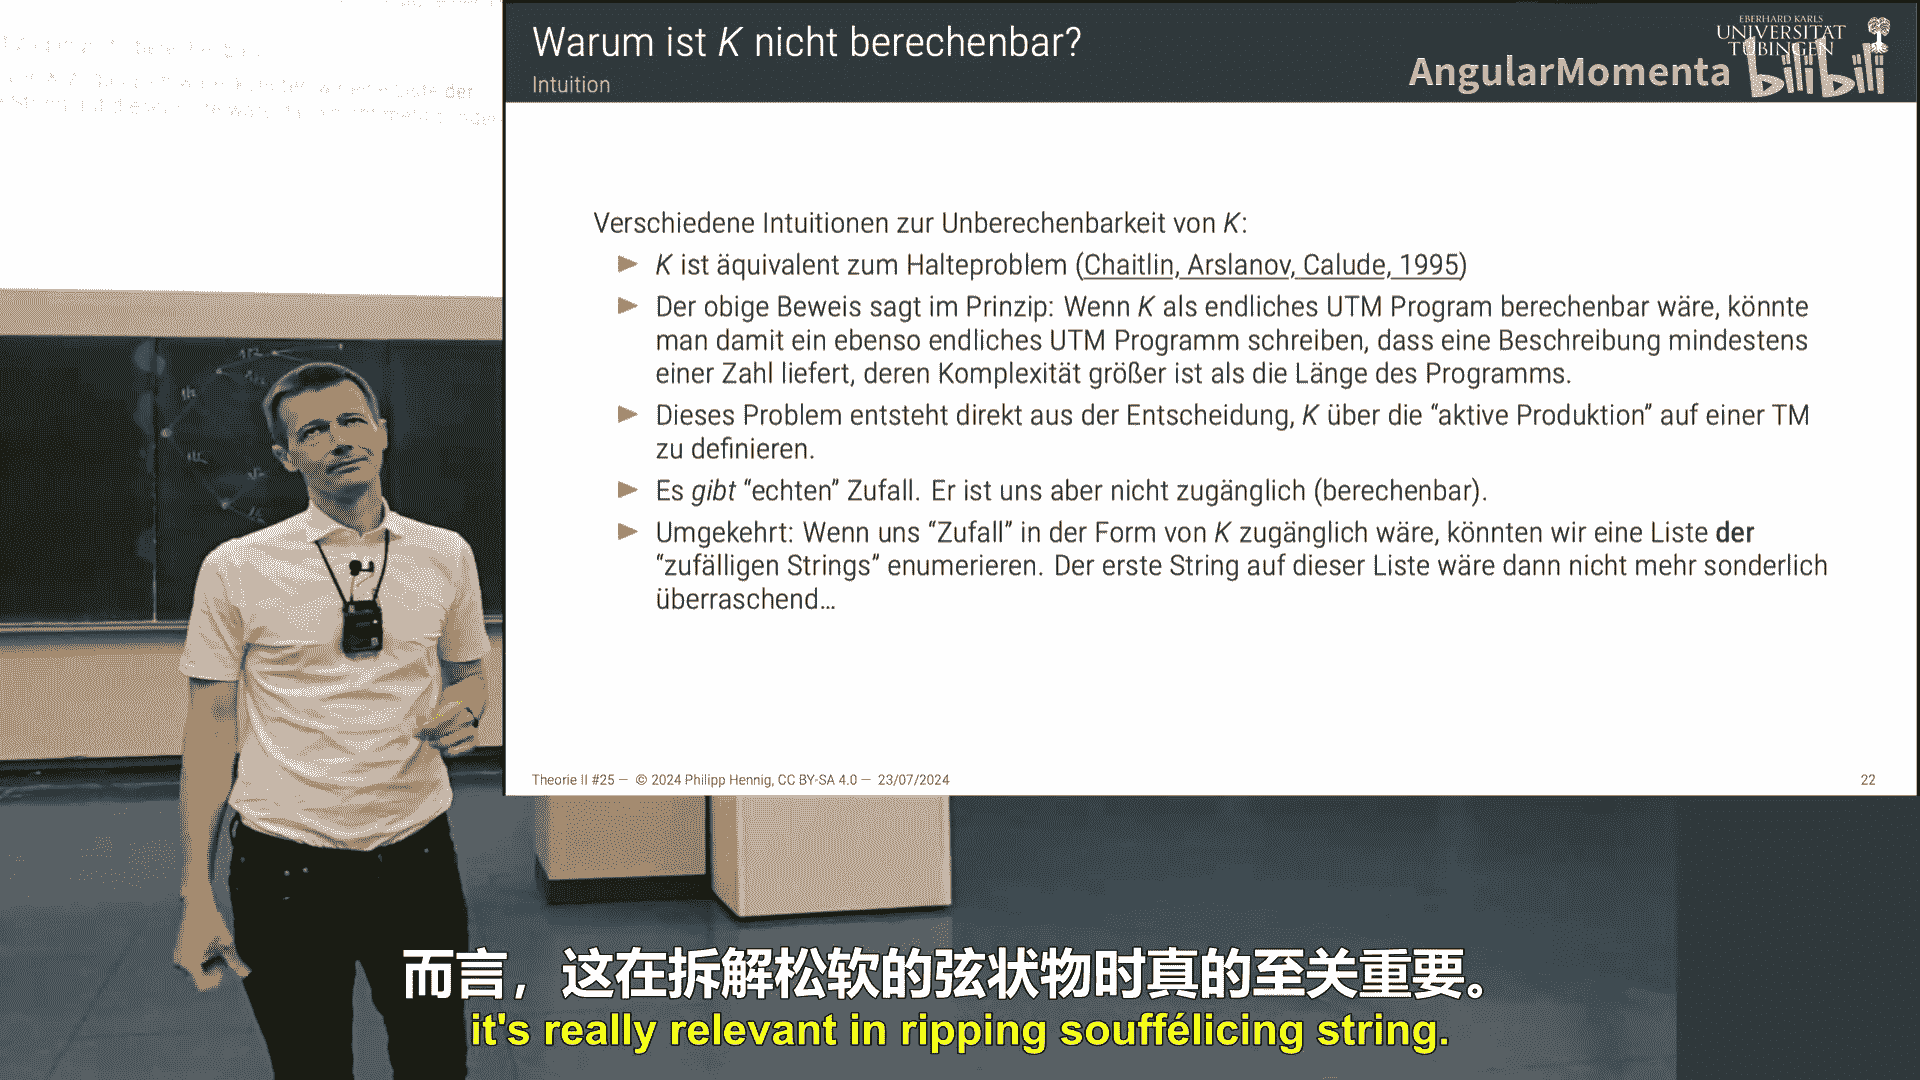 Warum ist K nicht berechenbar?
Intuition
EBERHARD KARLS
UNIVERSITÄT
TÜBINGEN
AngularMomenta
bilibili
Verschiedene Intuitionen zur Unberechenbarkeit von K:
K ist äquivalent zum Halteproblem (Chaitlin, Arslanov, Calude, 1995)
Der obige Beweis sagt im Prinzip: Wenn K als endliches UTM Program berechenbar wäre, könnte
man damit ein ebenso endliches UTM Programm schreiben, dass eine Beschreibung mindestens
einer Zahl liefert, deren Komplexität größer ist als die Länge des Programms.
Dieses Problem entsteht direkt aus der Entscheidung, K über die “aktive Produktion” auf einer TM
zu definieren.
Es gibt “echten” Zufall. Er ist uns aber nicht zugänglich (berechenbar).
Umgekehrt: Wenn uns “Zufall” in der Form von K zugänglich wäre, könnten wir eine Liste der
“zufälligen Strings” enumerieren. Der erste String auf dieser Liste wäre dann nicht mehr sonderlich
überraschend…
Theorie II #25 — © 2024 Philipp Hennig, CC BY-SA 4.0 — 23/07/2024
22
而言，这在拆解松软的弦状物时真的至关重要。
it's really relevant in ripping soufflélicing string.